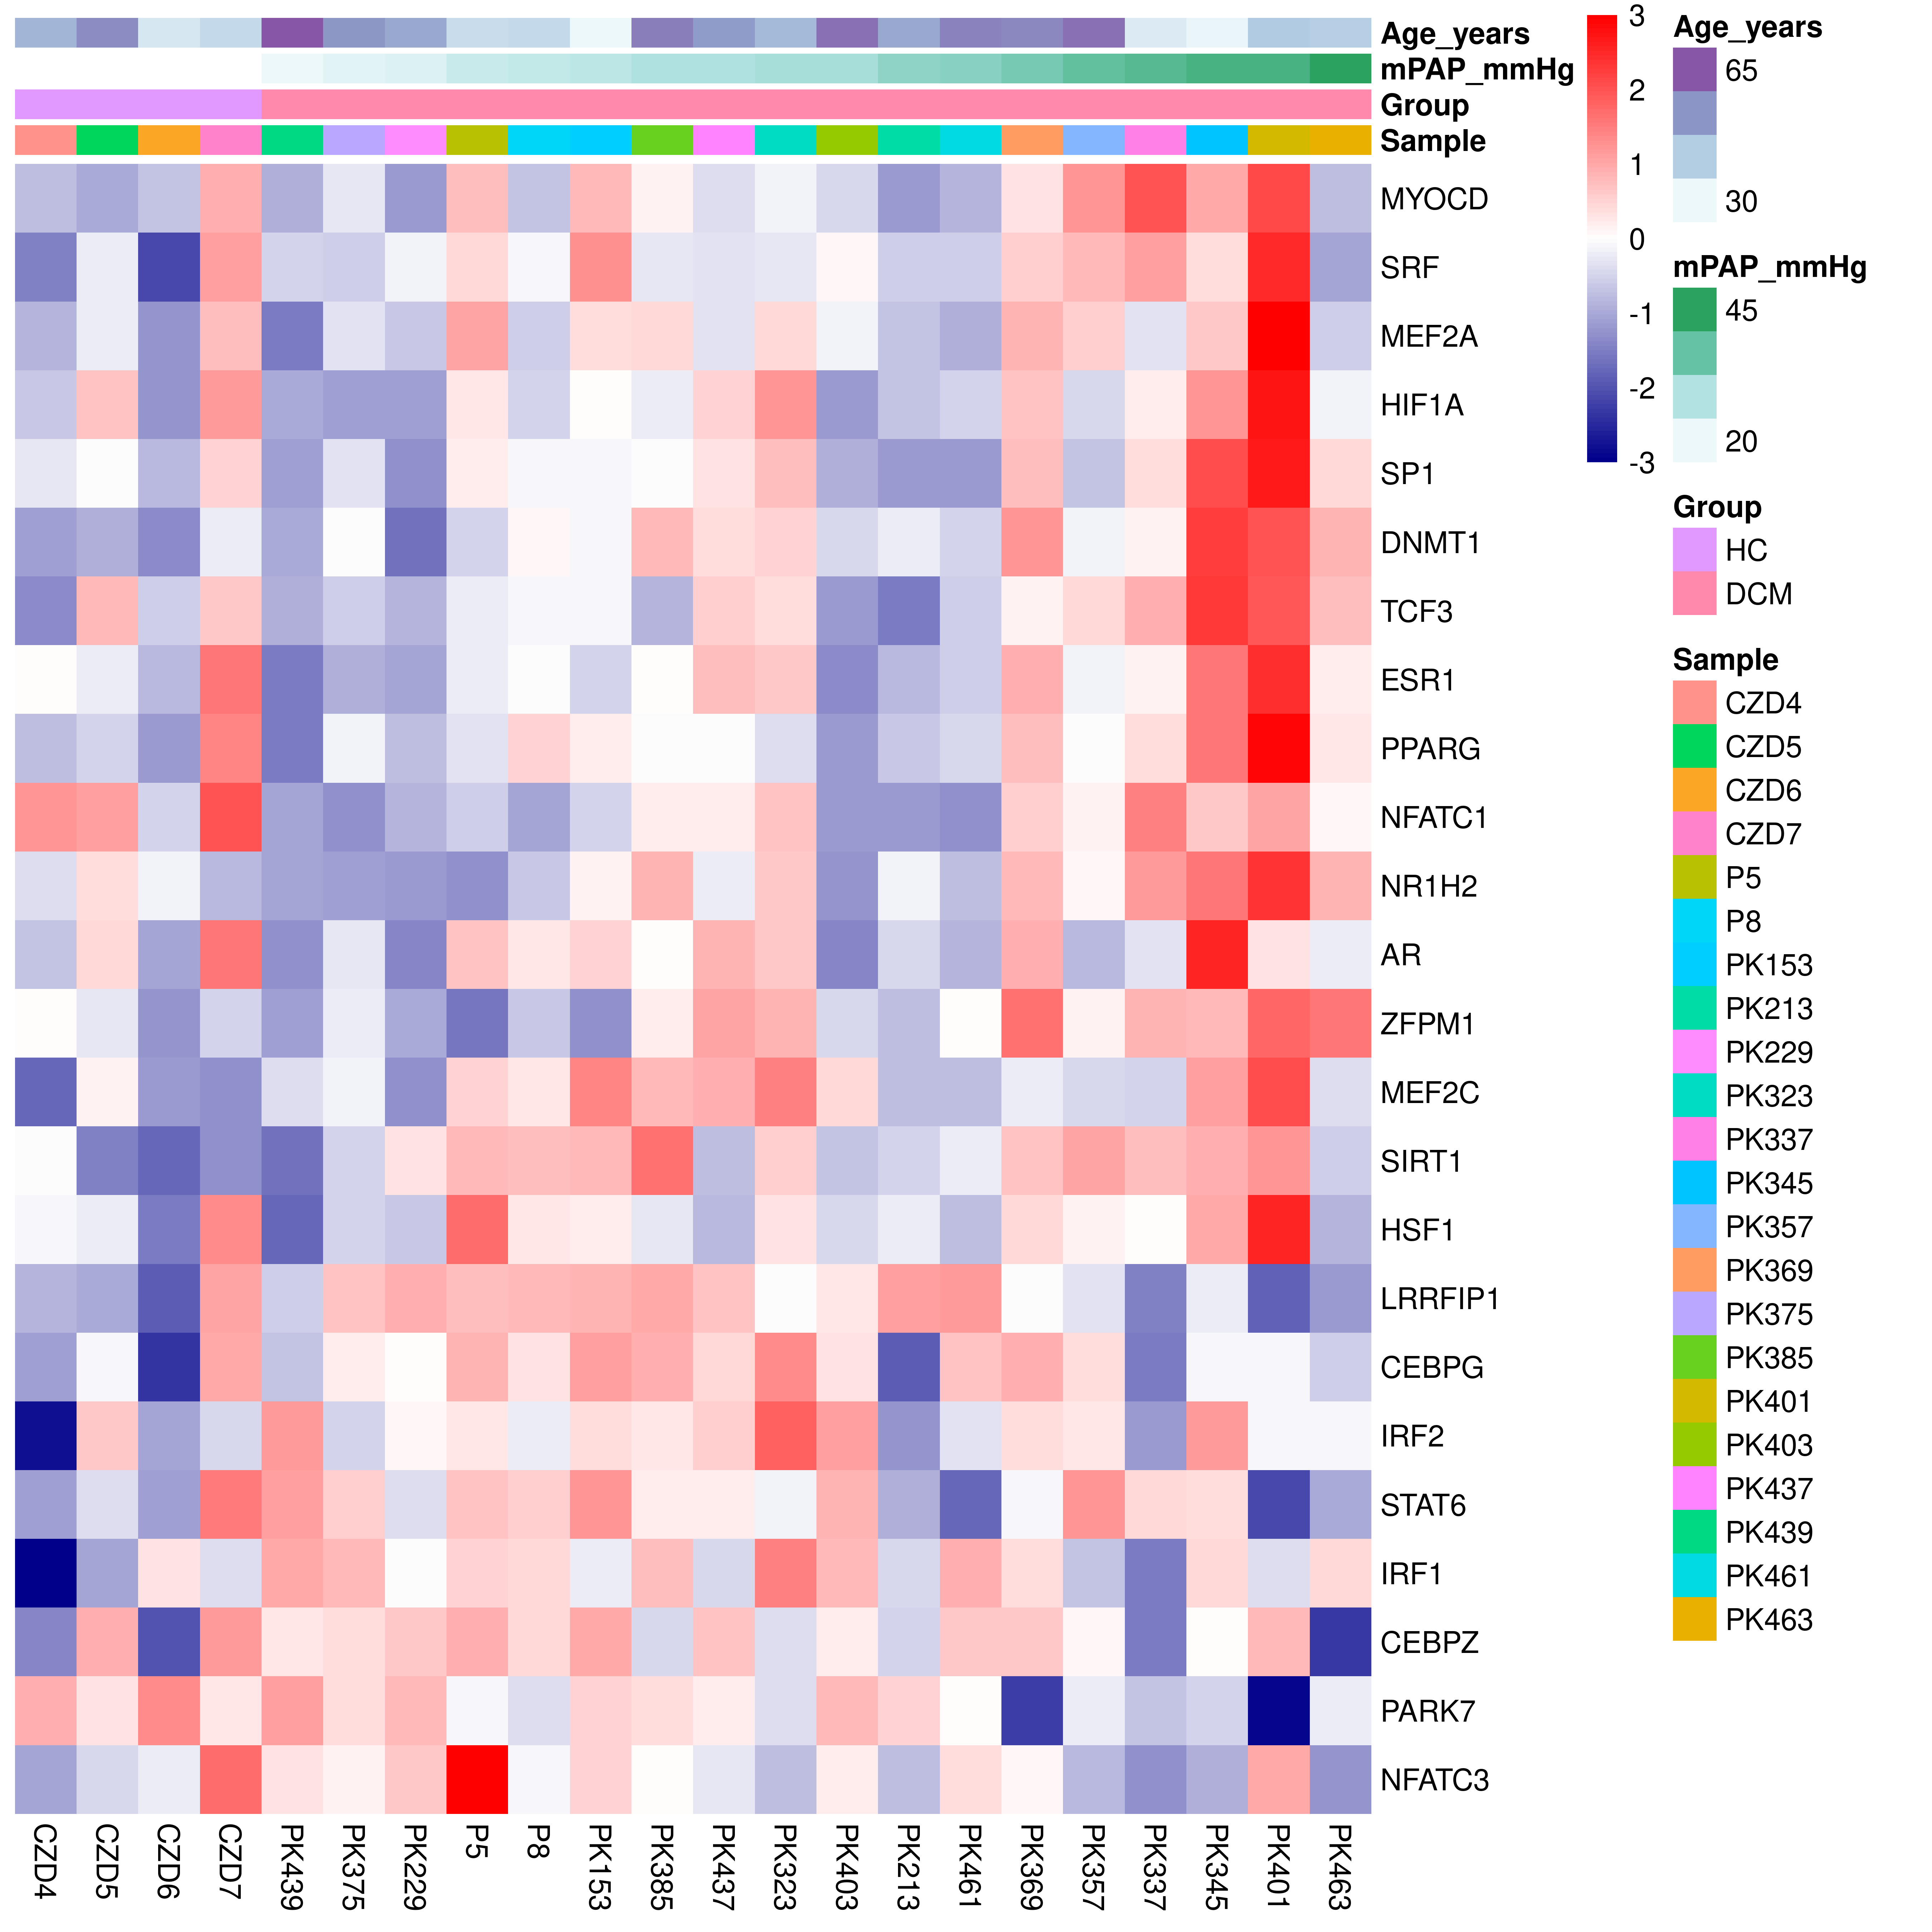 Age_years
mPAP_mmHg
Group
Sample
MYOCD
SRF
MEF2A
HIF1A
SP1
DNMT1
TCF3
ESR1
PPARG
NFATC1
NR1H2
AR
ZFPM1
MEF2C
SIRT1
HSF1
LRRFIP1
CEBPG
IRF2
STAT6
IRF1
CEBPZ
PARK7
NFATC3
CZD4
CZD5
CZD6
CZD7
PK439
PK375
PK229
P5
P8
PK153
PK385
PK437
PK323
PK403
PK213
PK461
PK369
PK357
PK337
PK345
PK401
PK463
3
2
1
0
-1
-2
-3
Age_years
65
30
mPAP_mmHg
45
20
Group
HC
DCM
Sample
CZD4
CZD5
CZD6
CZD7
P5
P8
PK153
PK213
PK229
PK323
PK337
PK345
PK357
PK369
PK375
PK385
PK401
PK403
PK437
PK439
PK461
PK463